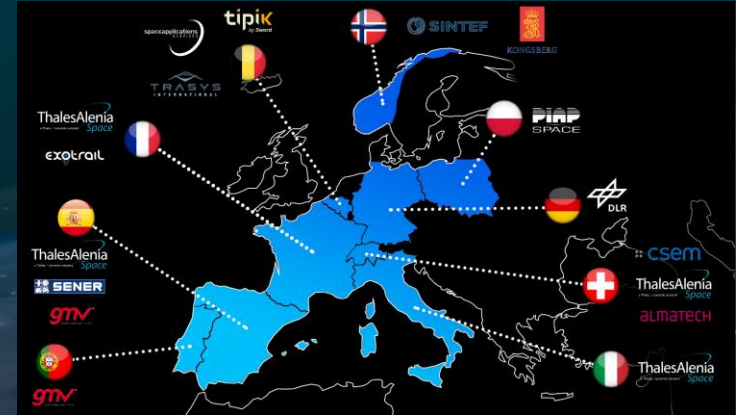 tipik
by Sword
spaceapplications
SERVICES
SINTEF
KONGSBERG
TRASYS
INTERNATIONAL
ThalesAlenia
Space
PIAP
SPACE
exotrail
DLR
ThalesAlenia
Space
csem
SENER
ThalesAlenia
Space
gmv
ALMATECH
ThalesAlenia
Space
gmv